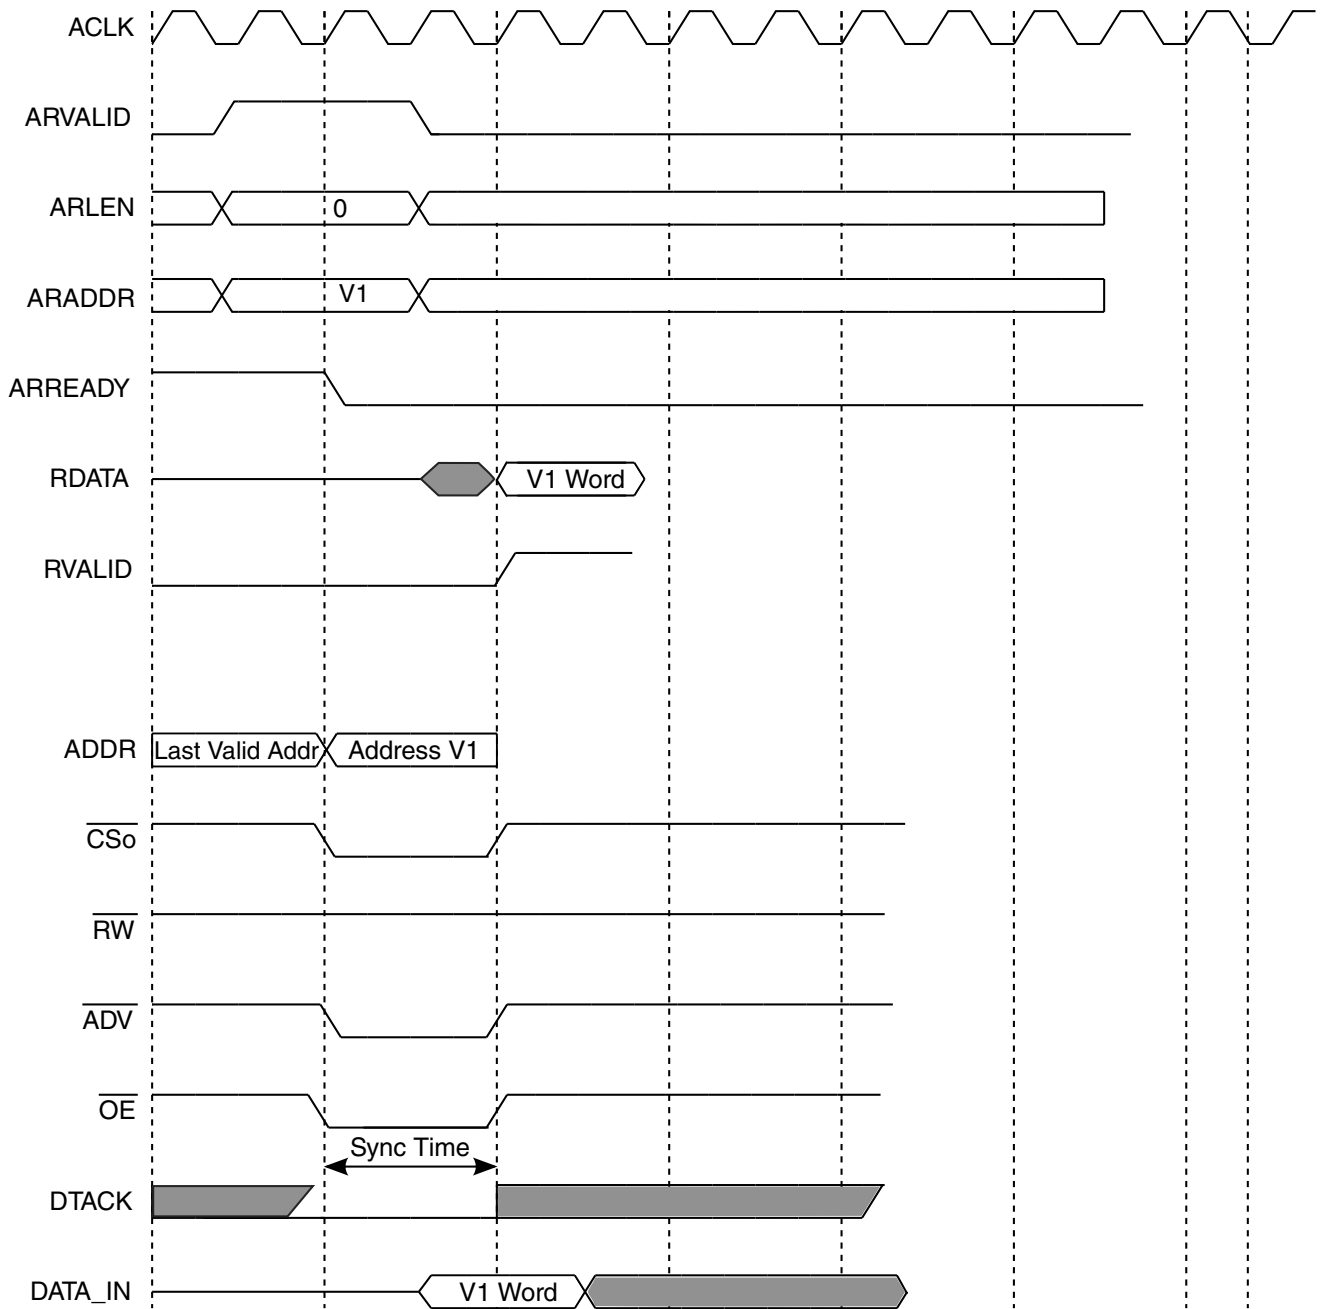 ACLK
ARVALID
ARLEN 0
ARADDR V1
ARREADY
RDATA V1 Word
RVALID
ADDR Last Valid Addr Address V1
CSo
RW
ADV
OE
Sync Time
DTACK
DATA_IN V1 Word